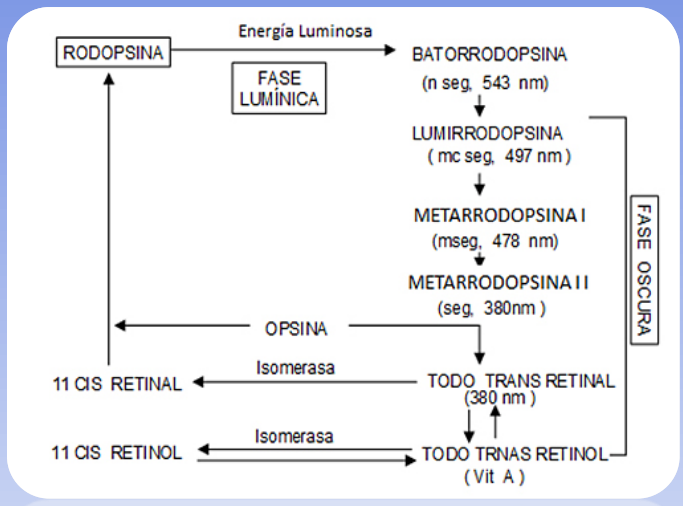 Energía Luminosa
RODOPSINA
BATORRODOPSINA
(n seg, 543 nm)
FASE
LUMÍNICA
LUMIRRODOPSINA
( mc seg, 497 nm )
METARRODOPSINA I
(mseg, 478 nm)
METARRODOPSINA I I
(seg, 380nm )
FASE OSCURA
OPSINA
Isomerasa
11 CIS RETINAL
TODO TRANS RETINAL
(380 nm )
Isomerasa
11 CIS RETINOL
TODO TRNAS RETINOL
( Vit A )